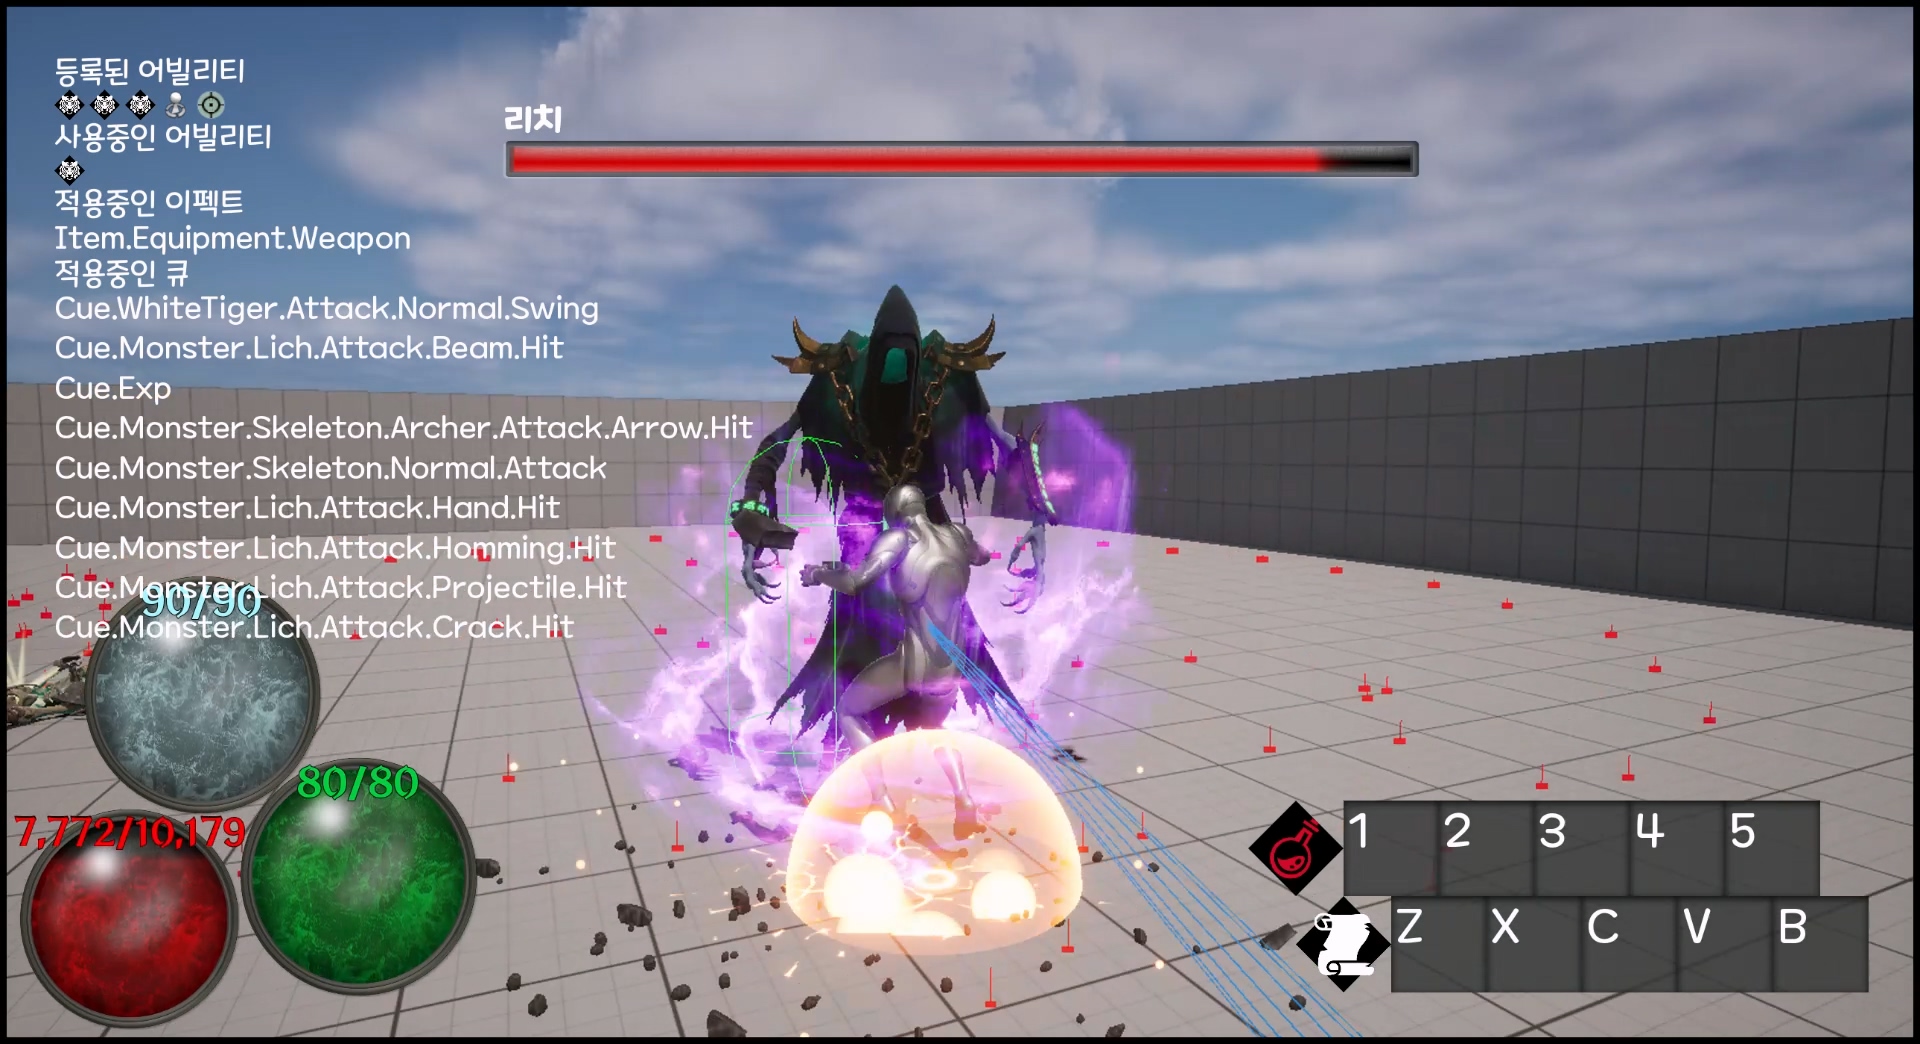 등록된 어빌리티
사용중인 어빌리티
적용중인 이펙트
Item.Equipment.Weapon
적용중인 큐
Cue.WhiteTiger.Attack.Normal.Swing
Cue.Monster.Lich.Attack.Beam.Hit
Cue.Exp
Cue.Monster.Skeleton.Archer.Attack.Arrow.Hit
Cue.Monster.Skeleton.Normal.Attack
Cue.Monster.Lich.Attack.Hand.Hit
Cue.Monster.Lich.Attack.Homming.Hit
Cue.Monster.Lich.Attack.Projectile.Hit
Cue.Monster.Lich.Attack.Crack.Hit
리치
90/90
80/80
7,772/10,179
1 2 3 4 5
Z X C V B